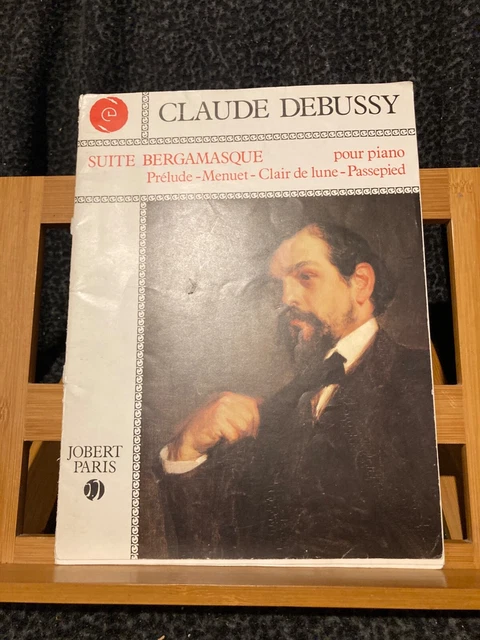 CLAUDE DEBUSSY
SUITE BERGAMASQUE pour piano
Prélude - Menuet - Clair de lune - Passepied
JOBERT
PARIS